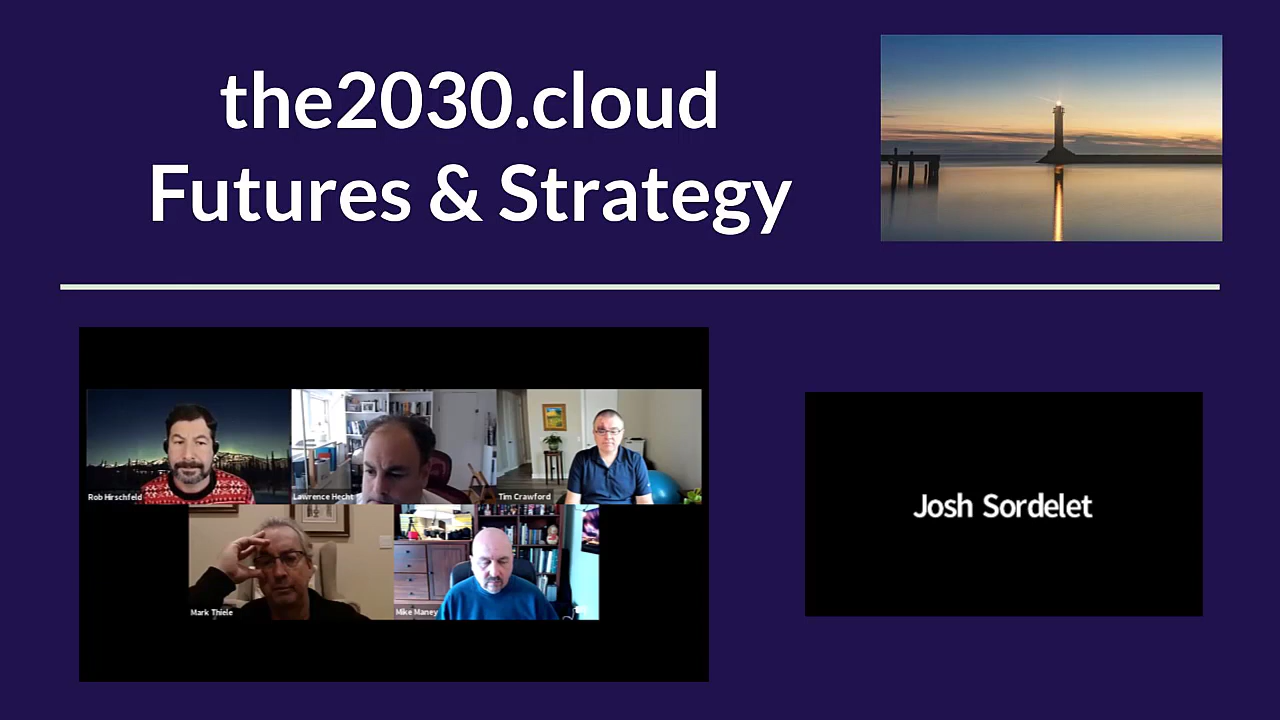 the2030.cloud
Futures & Strategy
Rob Hirschfeld
Lawrence Hecht
Tim Crawford
Mark Thiele
Mike Maney
Josh Sordelet